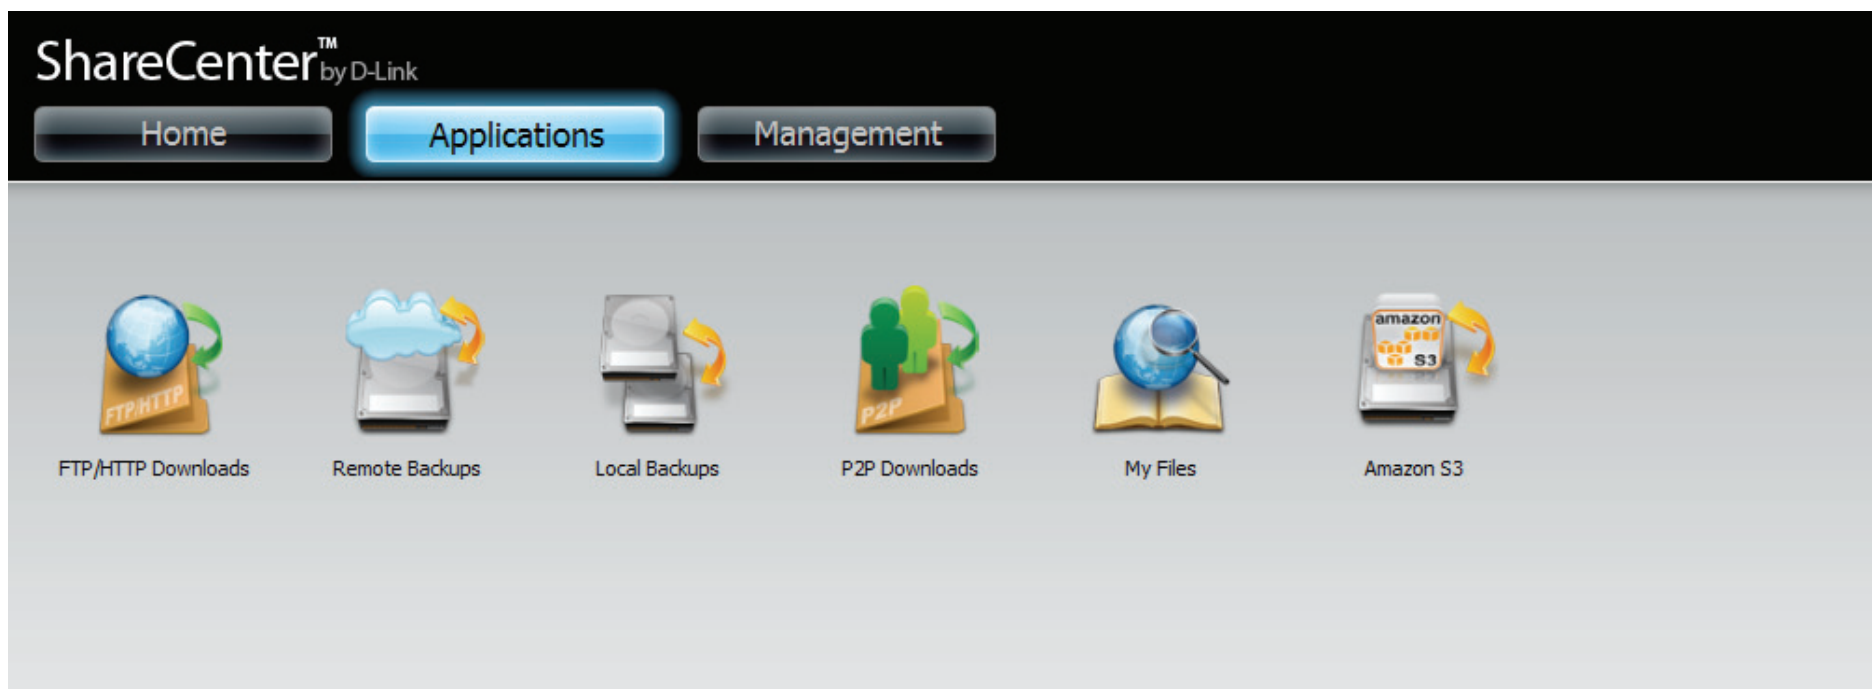 ShareCenter™ by D-Link
Home Applications Management
FTP/HTTP
P2P
amazon
S3
FTP/HTTP Downloads Remote Backups Local Backups P2P Downloads My Files Amazon S3